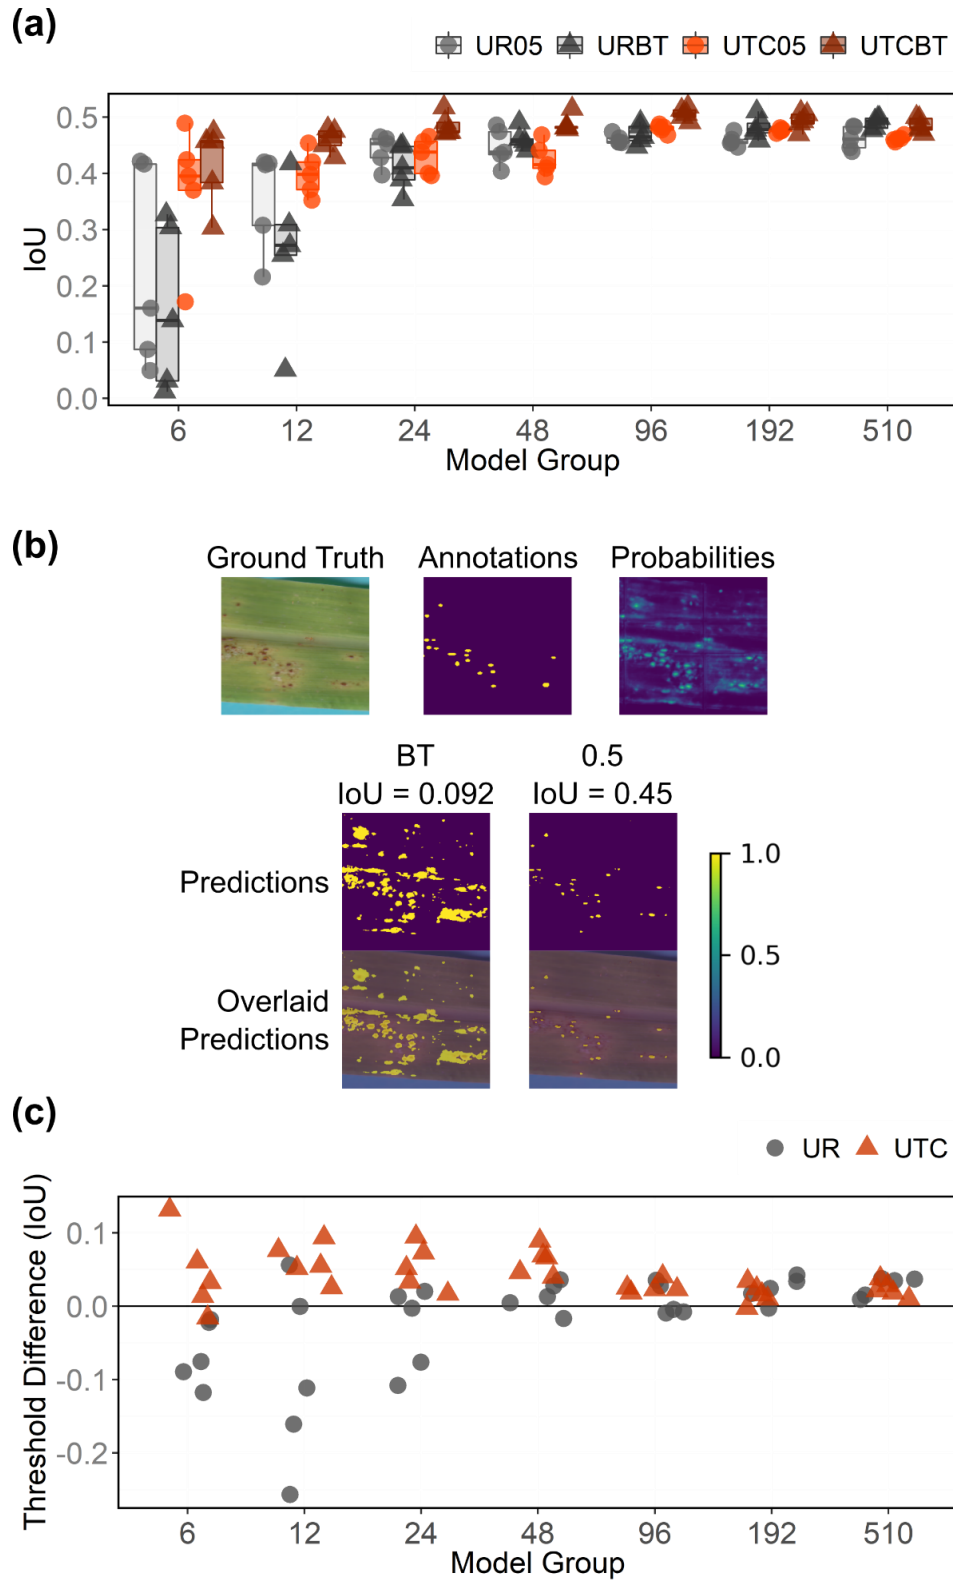 (a)
UR05 URBT UTC05 UTCBT
0.5
0.4
0.3
0.2
0.1
0.0
IoU
6 12 24 48 96 192 510
Model Group
(b)
Ground Truth Annotations Probabilities
BT 0.5
IoU = 0.092 IoU = 0.45
Predictions
Overlaid
Predictions
1.0
0.5
0.0
(c)
UR UTC
0.1
0.0
-0.1
-0.2
Threshold Difference (IoU)
6 12 24 48 96 192 510
Model Group